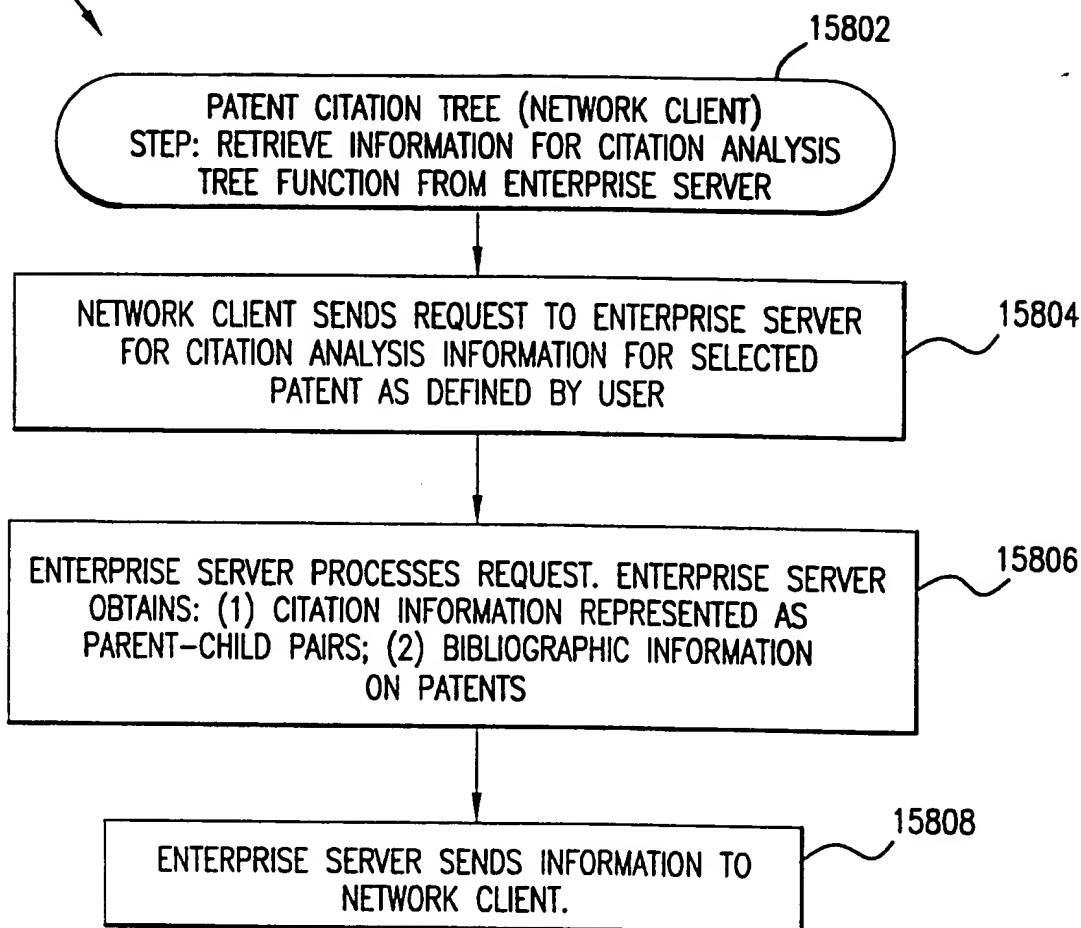 15802
PATENT CITATION TREE (NETWORK CLIENT)
STEP: RETRIEVE INFORMATION FOR CITATION ANALYSIS
TREE FUNCTION FROM ENTERPRISE SERVER
NETWORK CLIENT SENDS REQUEST TO ENTERPRISE SERVER
FOR CITATION ANALYSIS INFORMATION FOR SELECTED
PATENT AS DEFINED BY USER
15804
ENTERPRISE SERVER PROCESSES REQUEST. ENTERPRISE SERVER
OBTAINS: (1) CITATION INFORMATION REPRESENTED AS
PARENT-CHILD PAIRS; (2) BIBLIOGRAPHIC INFORMATION
ON PATENTS
15806
ENTERPRISE SERVER SENDS INFORMATION TO
NETWORK CLIENT.
15808